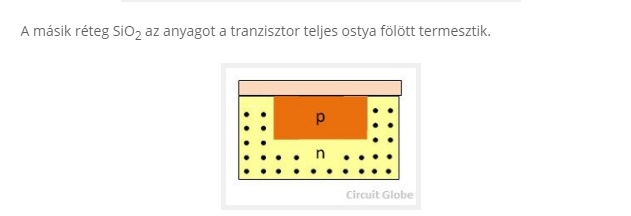 A másik réteg SiO2 az anyagot a tranzisztor teljes ostya fölött termesztik.
p
n
Circuit Globe